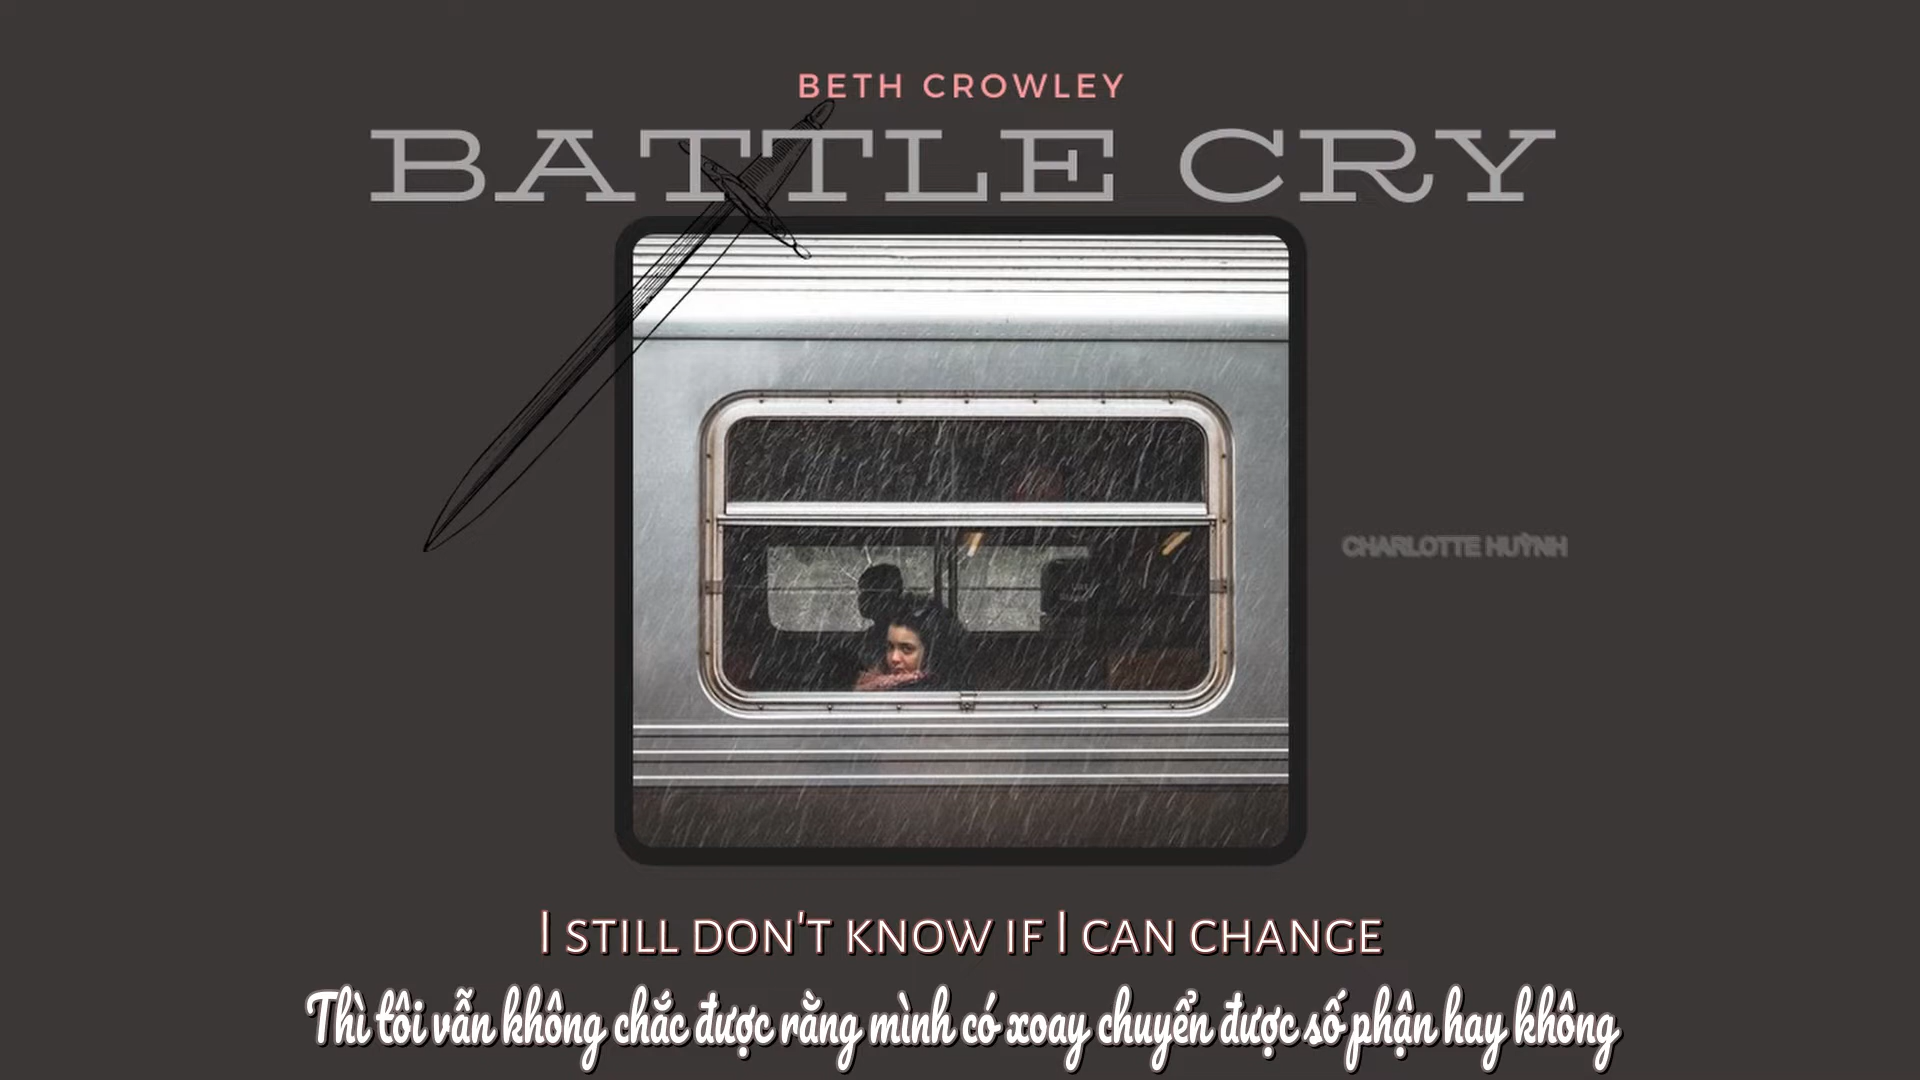 BETH CROWLEY
BATTLE CRY
CHARLOTTE HUỲNH
I STILL DON'T KNOW IF I CAN CHANGE
Thì tôi vẫn không chắc được rằng mình có xoay chuyển được số phận hay không